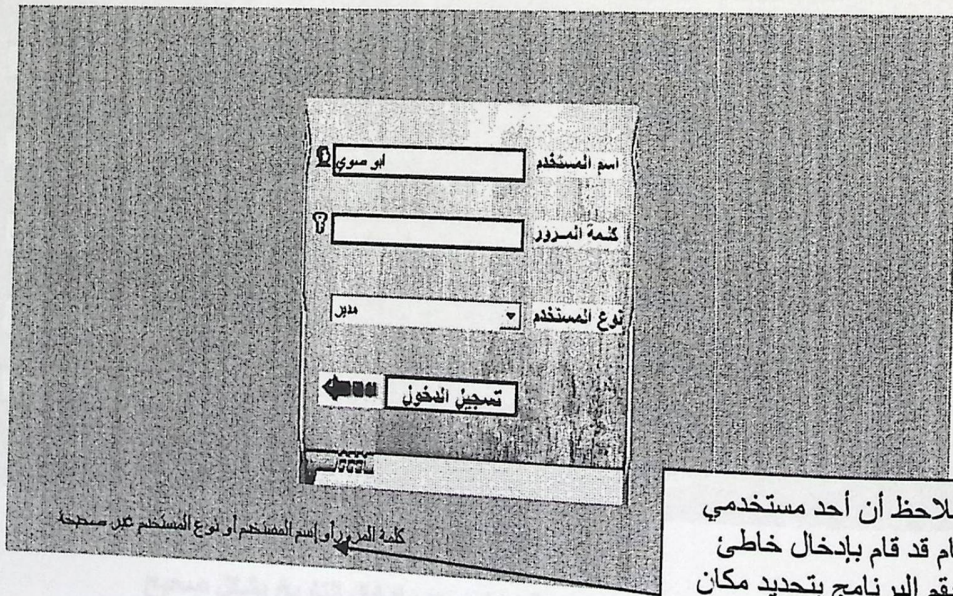 اسم المستخدم
ابو صوي
كلمة المرور
نوع المستخدم
مدير
تسجيل الدخول
كلمة المرور أو إسم المستخدم أو نوع المستخدم غير صحيحة
لاحظ أن أحد مستخدمي
ام قد قام بإدخال خاطئ
قم البرنامج بتحديد مكان